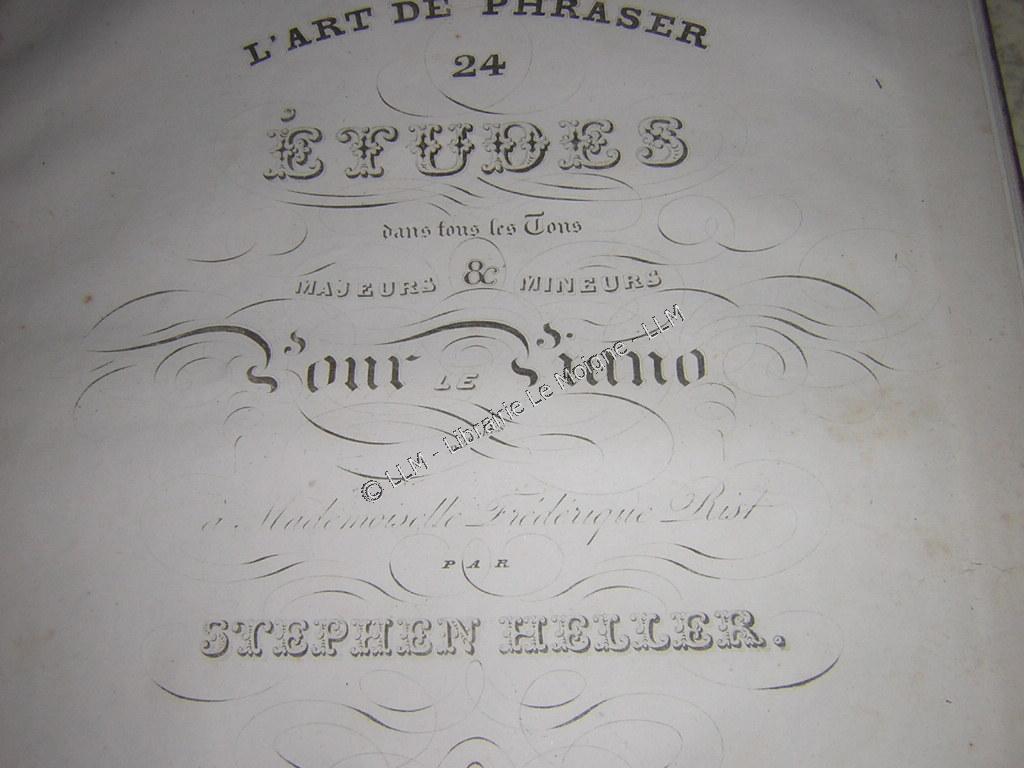 L'ART DE PHRASER
24
ÉTUDES
dans tous les Tons
MAJEURS & MINEURS
Pour LE Piano
© LLM - Librairie Le Moigne - LLM
a Mademoiselle Fréderique Rist
PAR
STEPHEN HELLER.